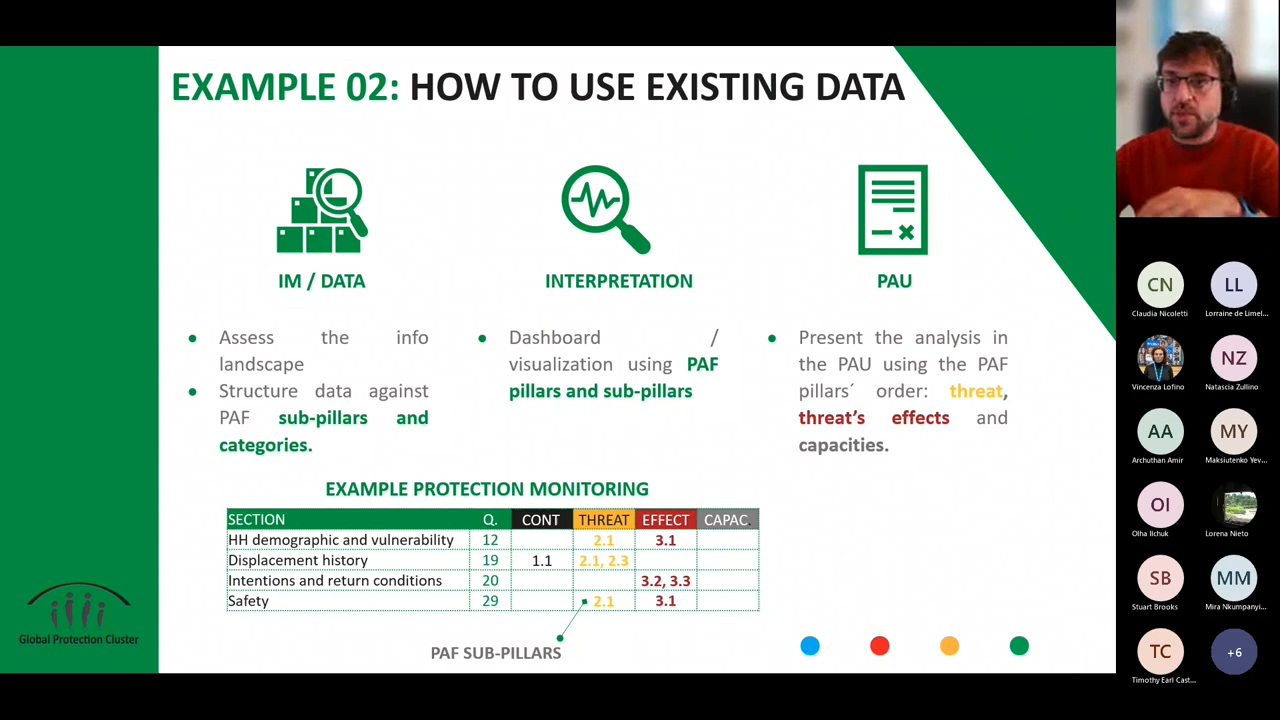 EXAMPLE 02: HOW TO USE EXISTING DATA
IM / DATA
INTERPRETATION
PAU
Assess the info
landscape
Structure data against
PAF sub-pillars and
categories.
Dashboard /
visualization using PAF
pillars and sub-pillars
Present the analysis in
the PAU using the PAF
pillars´ order: threat,
threat’s effects and
capacities.
EXAMPLE PROTECTION MONITORING
SECTION Q. CONT THREAT EFFECT CAPAC.
HH demographic and vulnerability 12 2.1 3.1
Displacement history 19 1.1 2.1, 2.3
Intentions and return conditions 20 3.2, 3.3
Safety 29 2.1 3.1
PAF SUB-PILLARS
Global Protection Cluster
CN LL
Claudia Nicoletti Lorraine de Limel...
NZ
Vincenza Lofino Natascia Zullino
AA MY
Archuthan Amir Maksiutenko Yev...
OI
Olha Ilchuk Lorena Nieto
SB MM
Stuart Brooks Mira Nkumpanyi...
TC +6
Timothy Earl Cast...